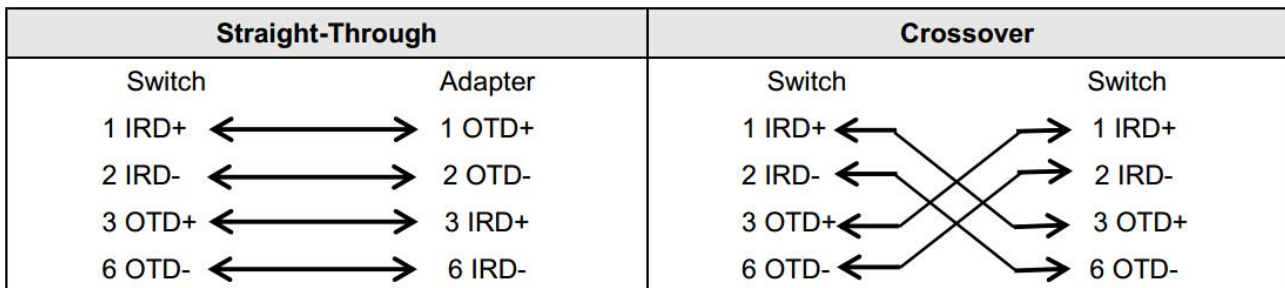 Straight-Through Crossover
Switch Adapter Switch Switch
1 IRD+ 1 OTD+ 1 IRD+ 1 IRD+
2 IRD- 2 OTD- 2 IRD- 2 IRD-
3 OTD+ 3 IRD+ 3 OTD+ 3 OTD+
6 OTD- 6 IRD- 6 OTD- 6 OTD-